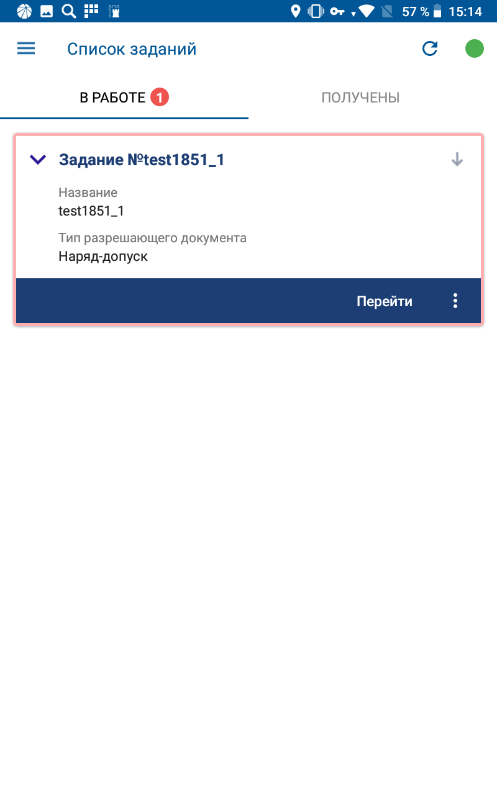 57 % 15:14
Список заданий
В РАБОТЕ 1
ПОЛУЧЕНЫ
Задание №test1851_1
Название
test1851_1
Тип разрешающего документа
Наряд-допуск
Перейти